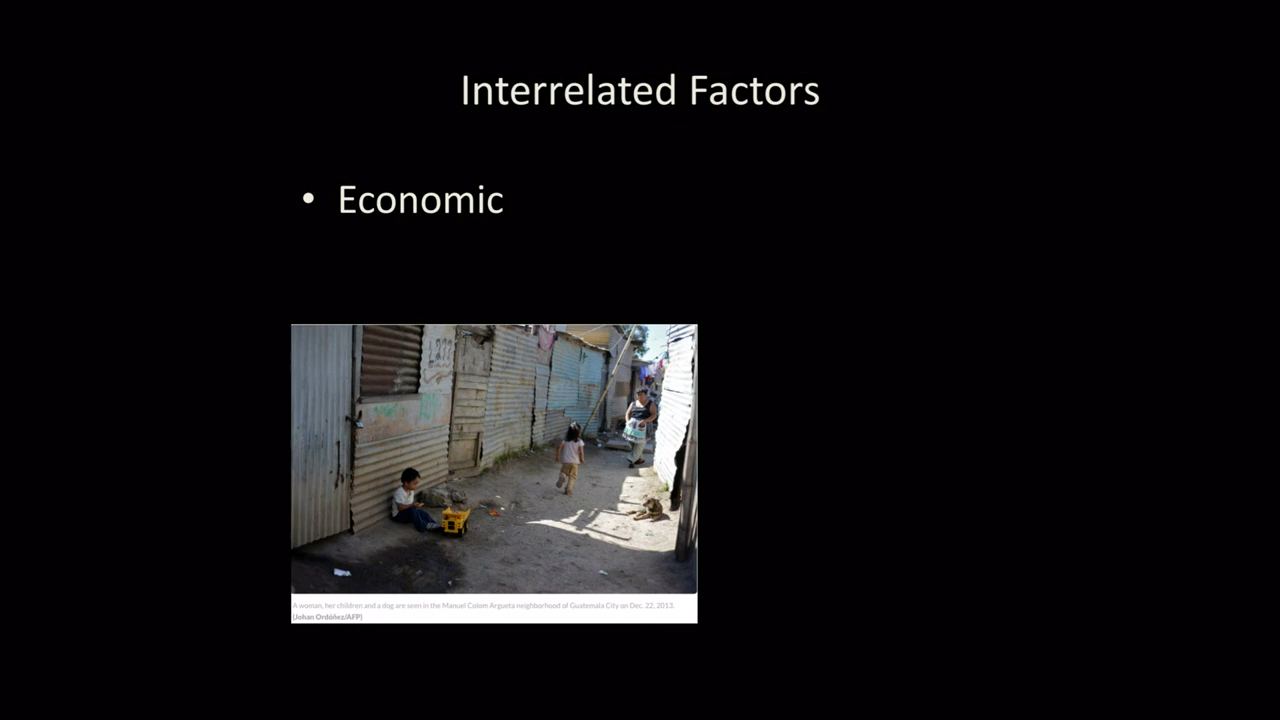 Interrelated Factors
• Economic
A woman, her children and a dog are seen in the Manuel Colom Argueta neighborhood of Guatemala City on Dec. 22, 2013.
(Johan Ordóñez/AFP)